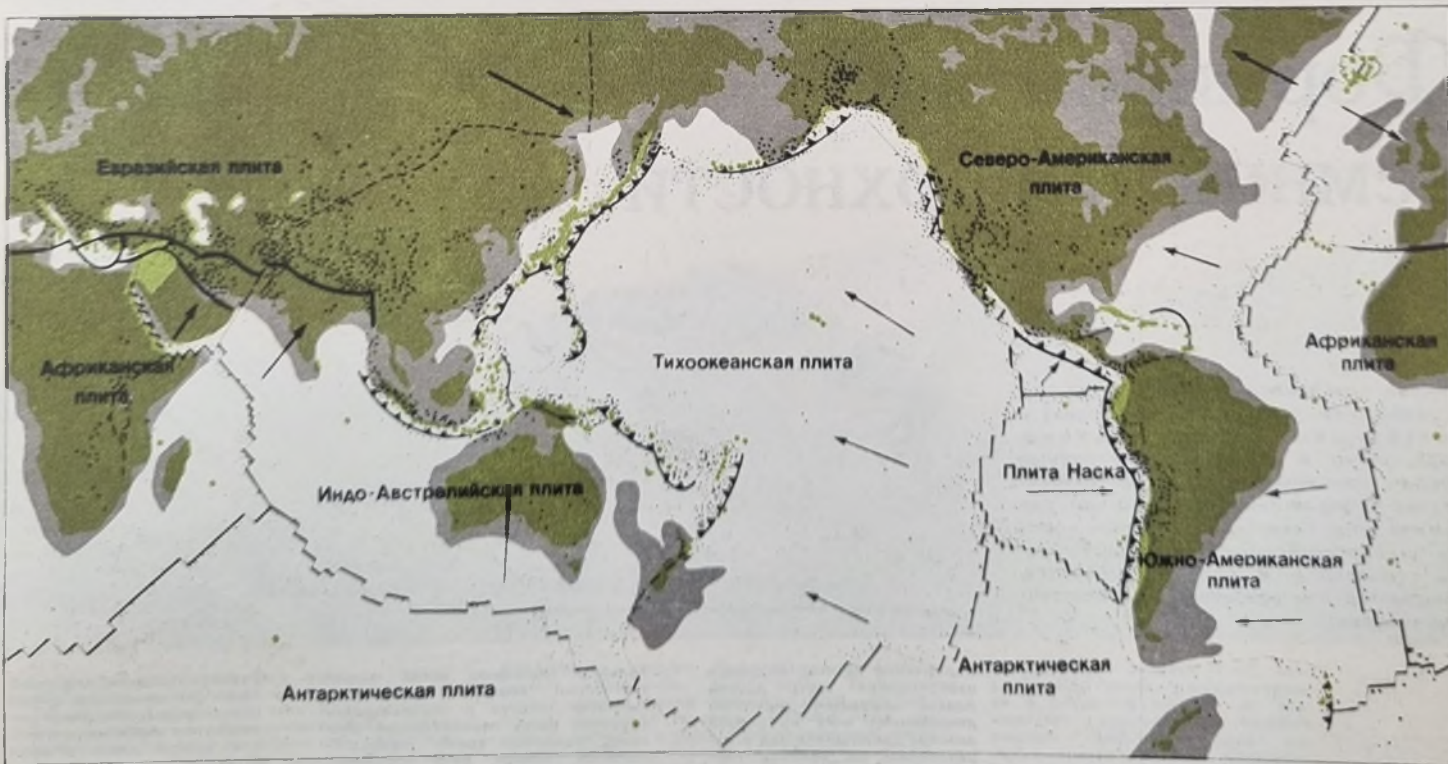 Евразийская плита
Северо-Американская
плита
Африканская
плита
Тихоокеанская плита
Африканская
плита
Плита Наска
Индо-Австралийская плита
Южно-Американская
плита
Антарктическая плита
Антарктическая
плита